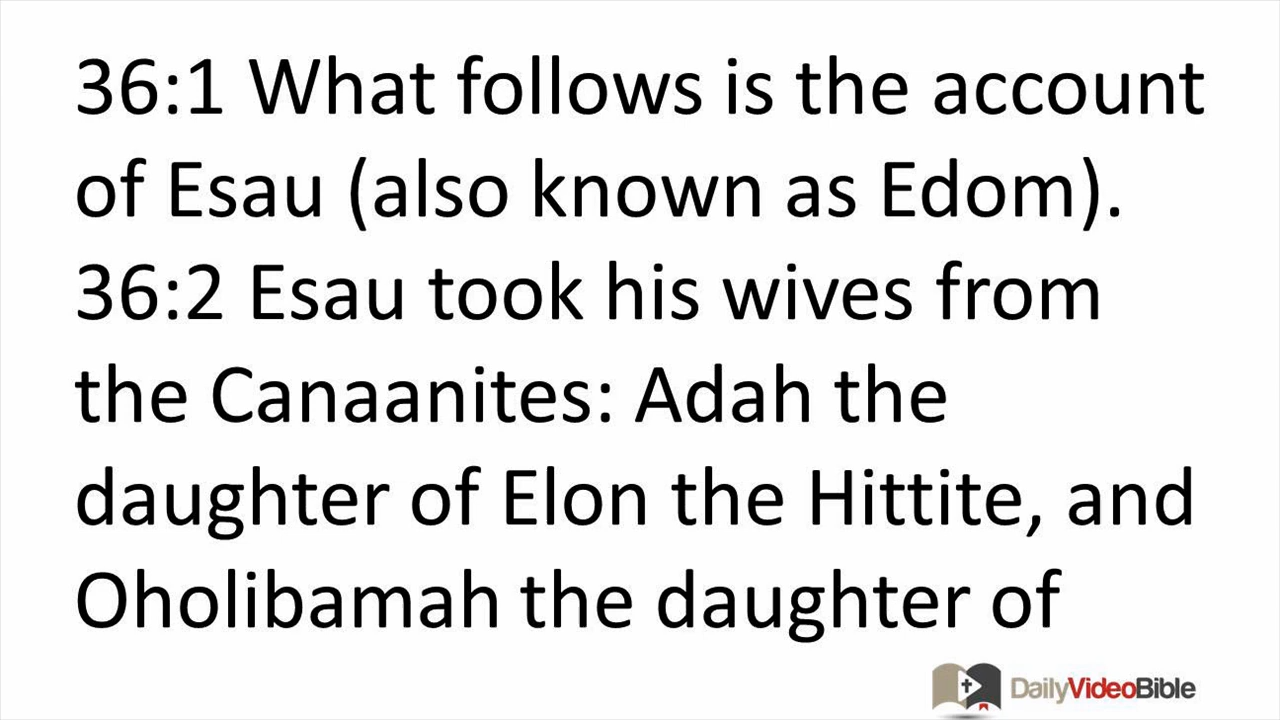 36:1 What follows is the account
of Esau (also known as Edom).
36:2 Esau took his wives from
the Canaanites: Adah the
daughter of Elon the Hittite, and
Oholibamah the daughter of
DailyVideoBible